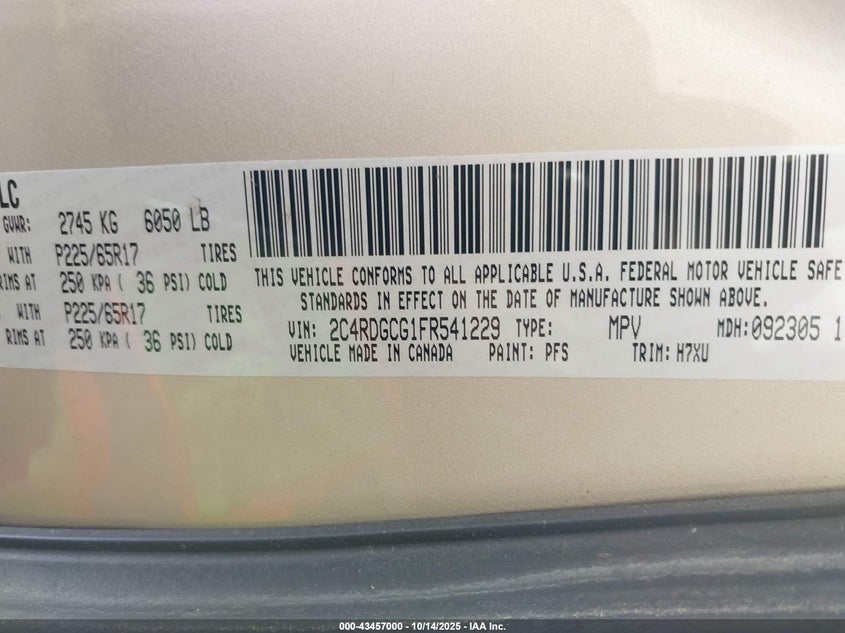 LC
GVWR: 2745 KG 6050 LB
WITH P225/65R17 TIRES
RIMS AT 250 KPA ( 36 PSI) COLD
WITH P225/65R17 TIRES
RIMS AT 250 KPA ( 36 PSI) COLD
THIS VEHICLE CONFORMS TO ALL APPLICABLE U.S.A. FEDERAL MOTOR VEHICLE SAFE
STANDARDS IN EFFECT ON THE DATE OF MANUFACTURE SHOWN ABOVE.
VIN: 2C4RDGCG1FR541229 TYPE: MPV MDH: 092305 1
VEHICLE MADE IN CANADA PAINT: PFS TRIM: H7XU
000-43457000 - 10/14/2025 - IAA Inc.